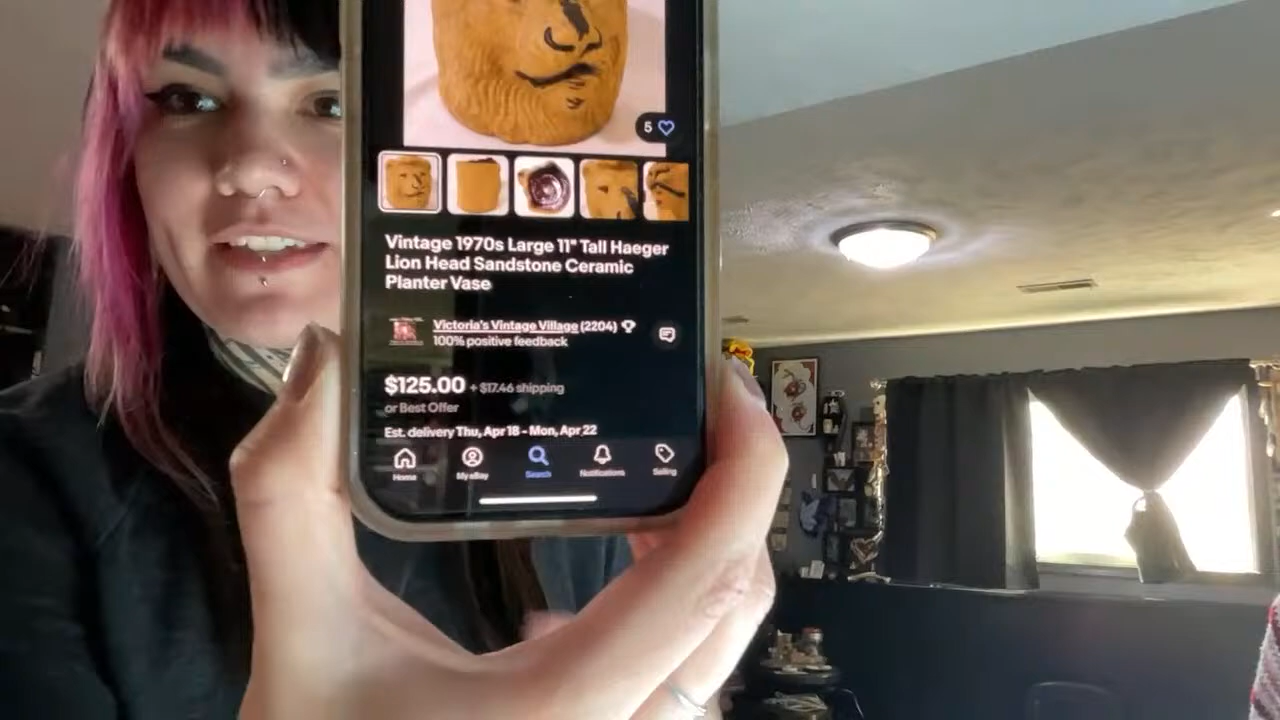 5
Vintage 1970s Large 11" Tall Haeger
Lion Head Sandstone Ceramic
Planter Vase
Victoria's Vintage Village (2204)
100% positive feedback
$125.00 + $17.46 shipping
or Best Offer
Est. delivery Thu, Apr 18 - Mon, Apr 22
Home My eBay Search Notifications Selling